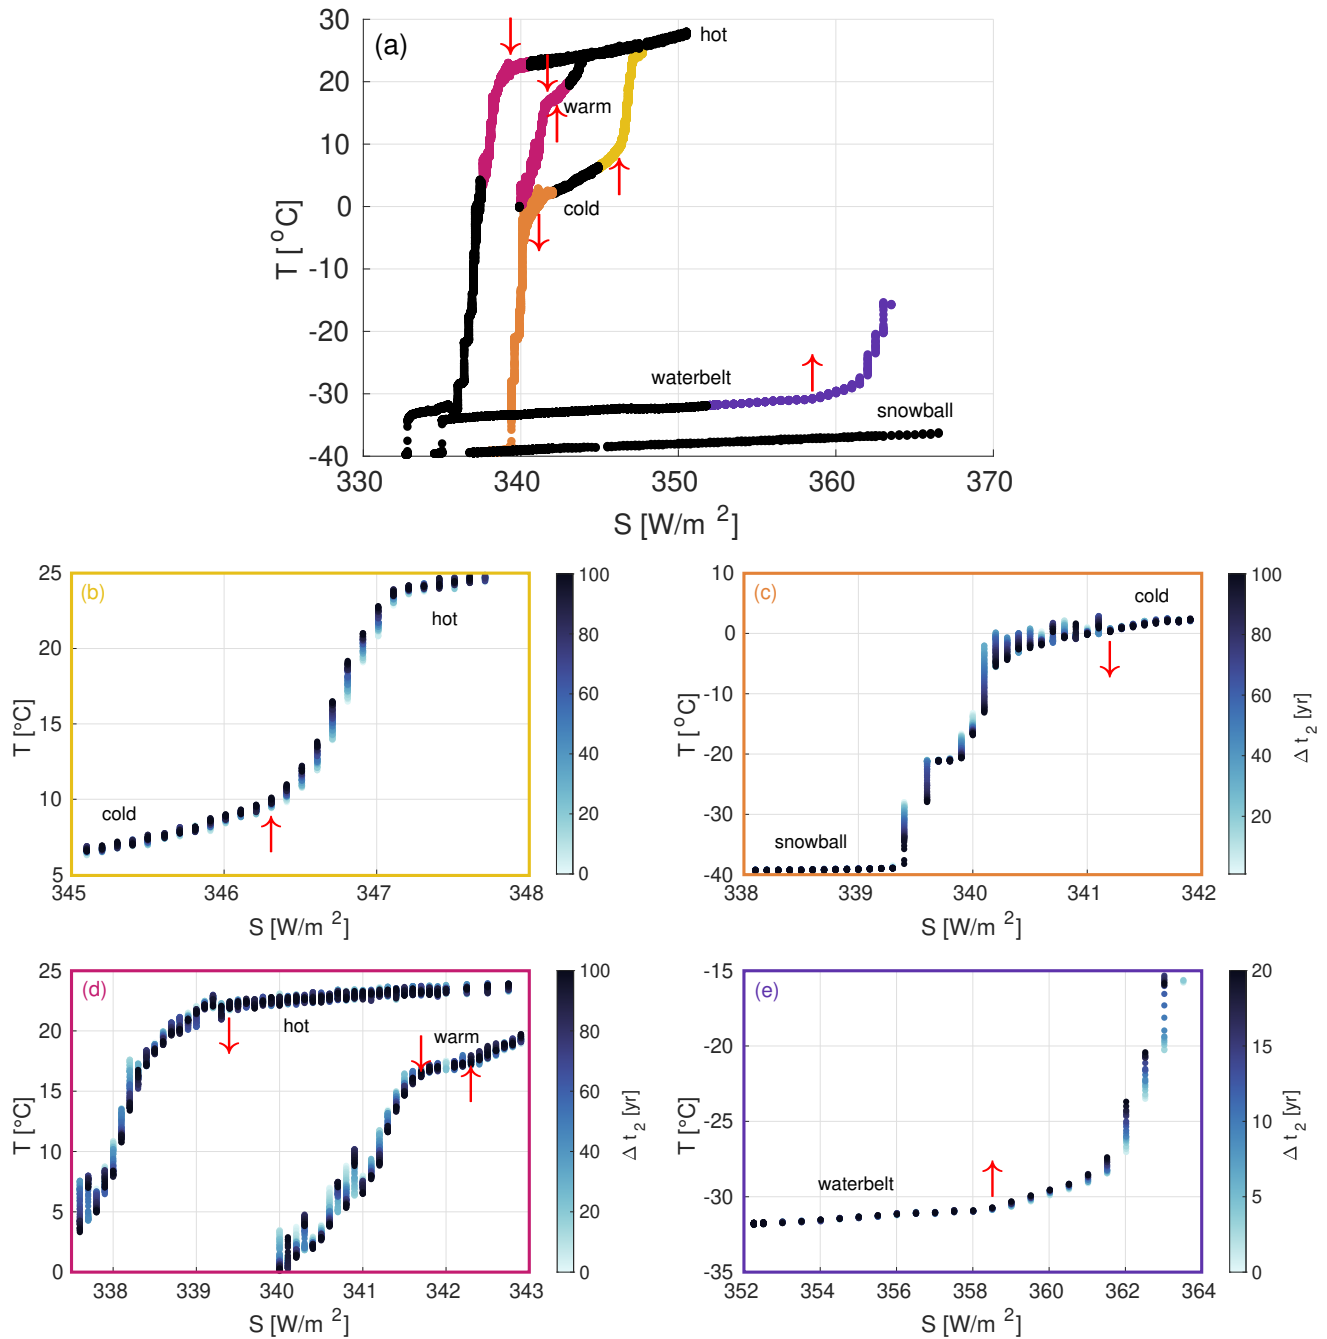 (a)
30
20
10
0
-10
-20
-30
-40
T [°C]
hot
warm
cold
waterbelt
snowball
330 340 350 360 370
S [W/m ²]
(b)
25
20
15
10
5
T [°C]
cold
hot
345 346 347 348
S [W/m ²]
100
80
60
40
20
0
(c)
10
0
-10
-20
-30
-40
T [°C]
cold
snowball
338 339 340 341 342
S [W/m ²]
100
80
60
40
20
Δ t₂ [yr]
(d)
25
20
15
10
5
0
T [°C]
hot
warm
338 339 340 341 342 343
S [W/m ²]
100
80
60
40
20
0
Δ t₂ [yr]
(e)
-15
-20
-25
-30
-35
T [°C]
waterbelt
352 354 356 358 360 362 364
S [W/m ²]
20
15
10
5
0
Δ t₂ [yr]